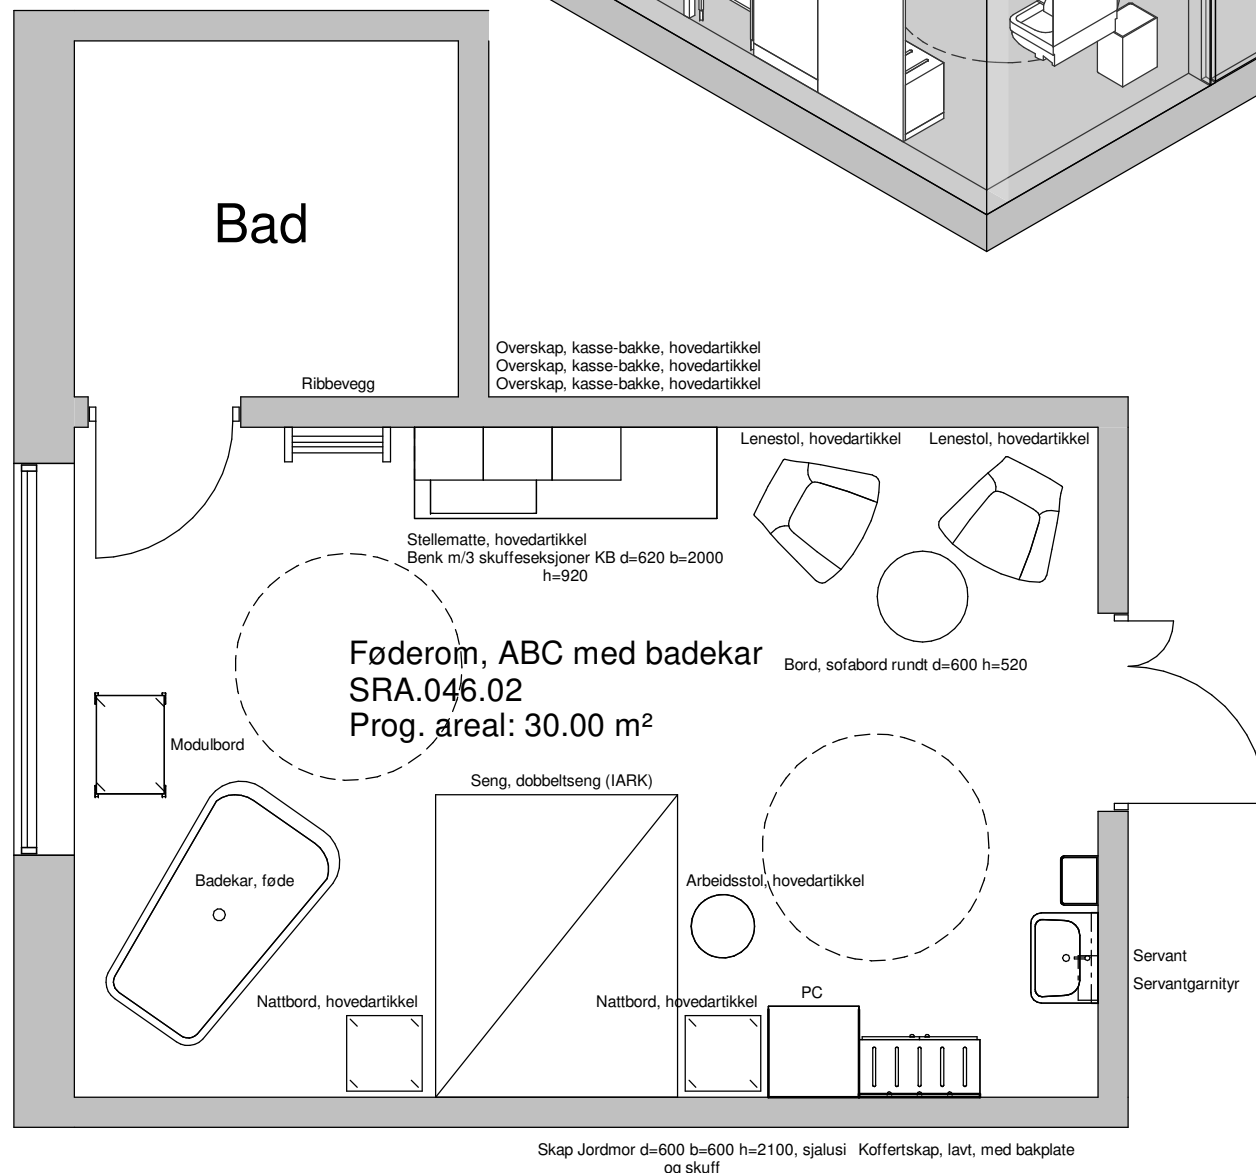 Bad
Overskap, kasse-bakke, hovedartikkel
Overskap, kasse-bakke, hovedartikkel
Overskap, kasse-bakke, hovedartikkel
Ribbevegg
Lenestol, hovedartikkel
Lenestol, hovedartikkel
Stellematte, hovedartikkel
Benk m/3 skuffeseksjoner KB d=620 b=2000
h=920
Føderom, ABC med badekar
SRA.046.02
Prog. areal: 30.00 m²
Bord, sofabord rundt d=600 h=520
Modulbord
Seng, dobbeltseng (IARK)
Badekar, føde
Arbeidsstol, hovedartikkel
Servant
Servantgarnityr
Nattbord, hovedartikkel
Nattbord, hovedartikkel
PC
Skap Jordmor d=600 b=600 h=2100, sjalusi
og skuff
Koffertskap, lavt, med bakplate